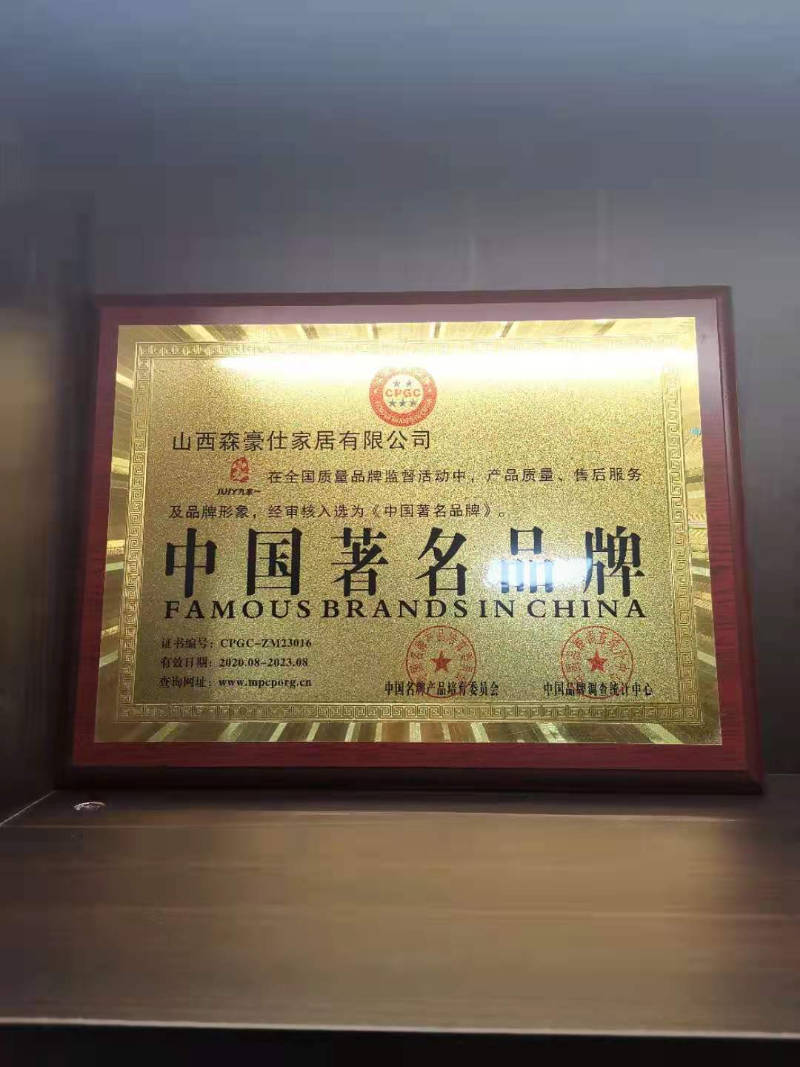 CPGC
山西森豪仕家居有限公司
在全国质量品牌监督活动中，产品质量、售后服务
及品牌形象，经审核入选为《中国著名品牌》。
中国著名品牌
FAMOUS BRANDS IN CHINA
证书编号：CPGC-ZM23016
有效日期：2020.08-2023.08
查询网址：www.mpcporg.cn
中国名牌产品培育委员会
中国品牌调查统计中心